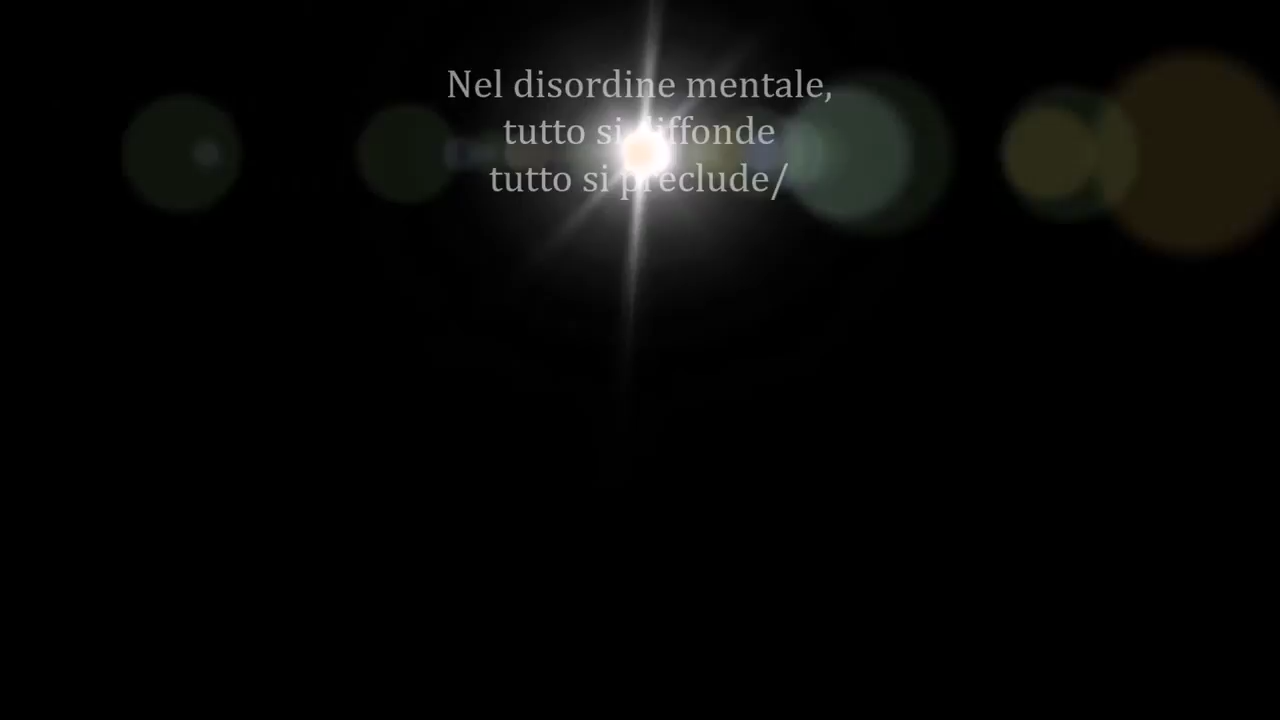 Nel disordine mentale,
tutto si diffonde
tutto si preclude/